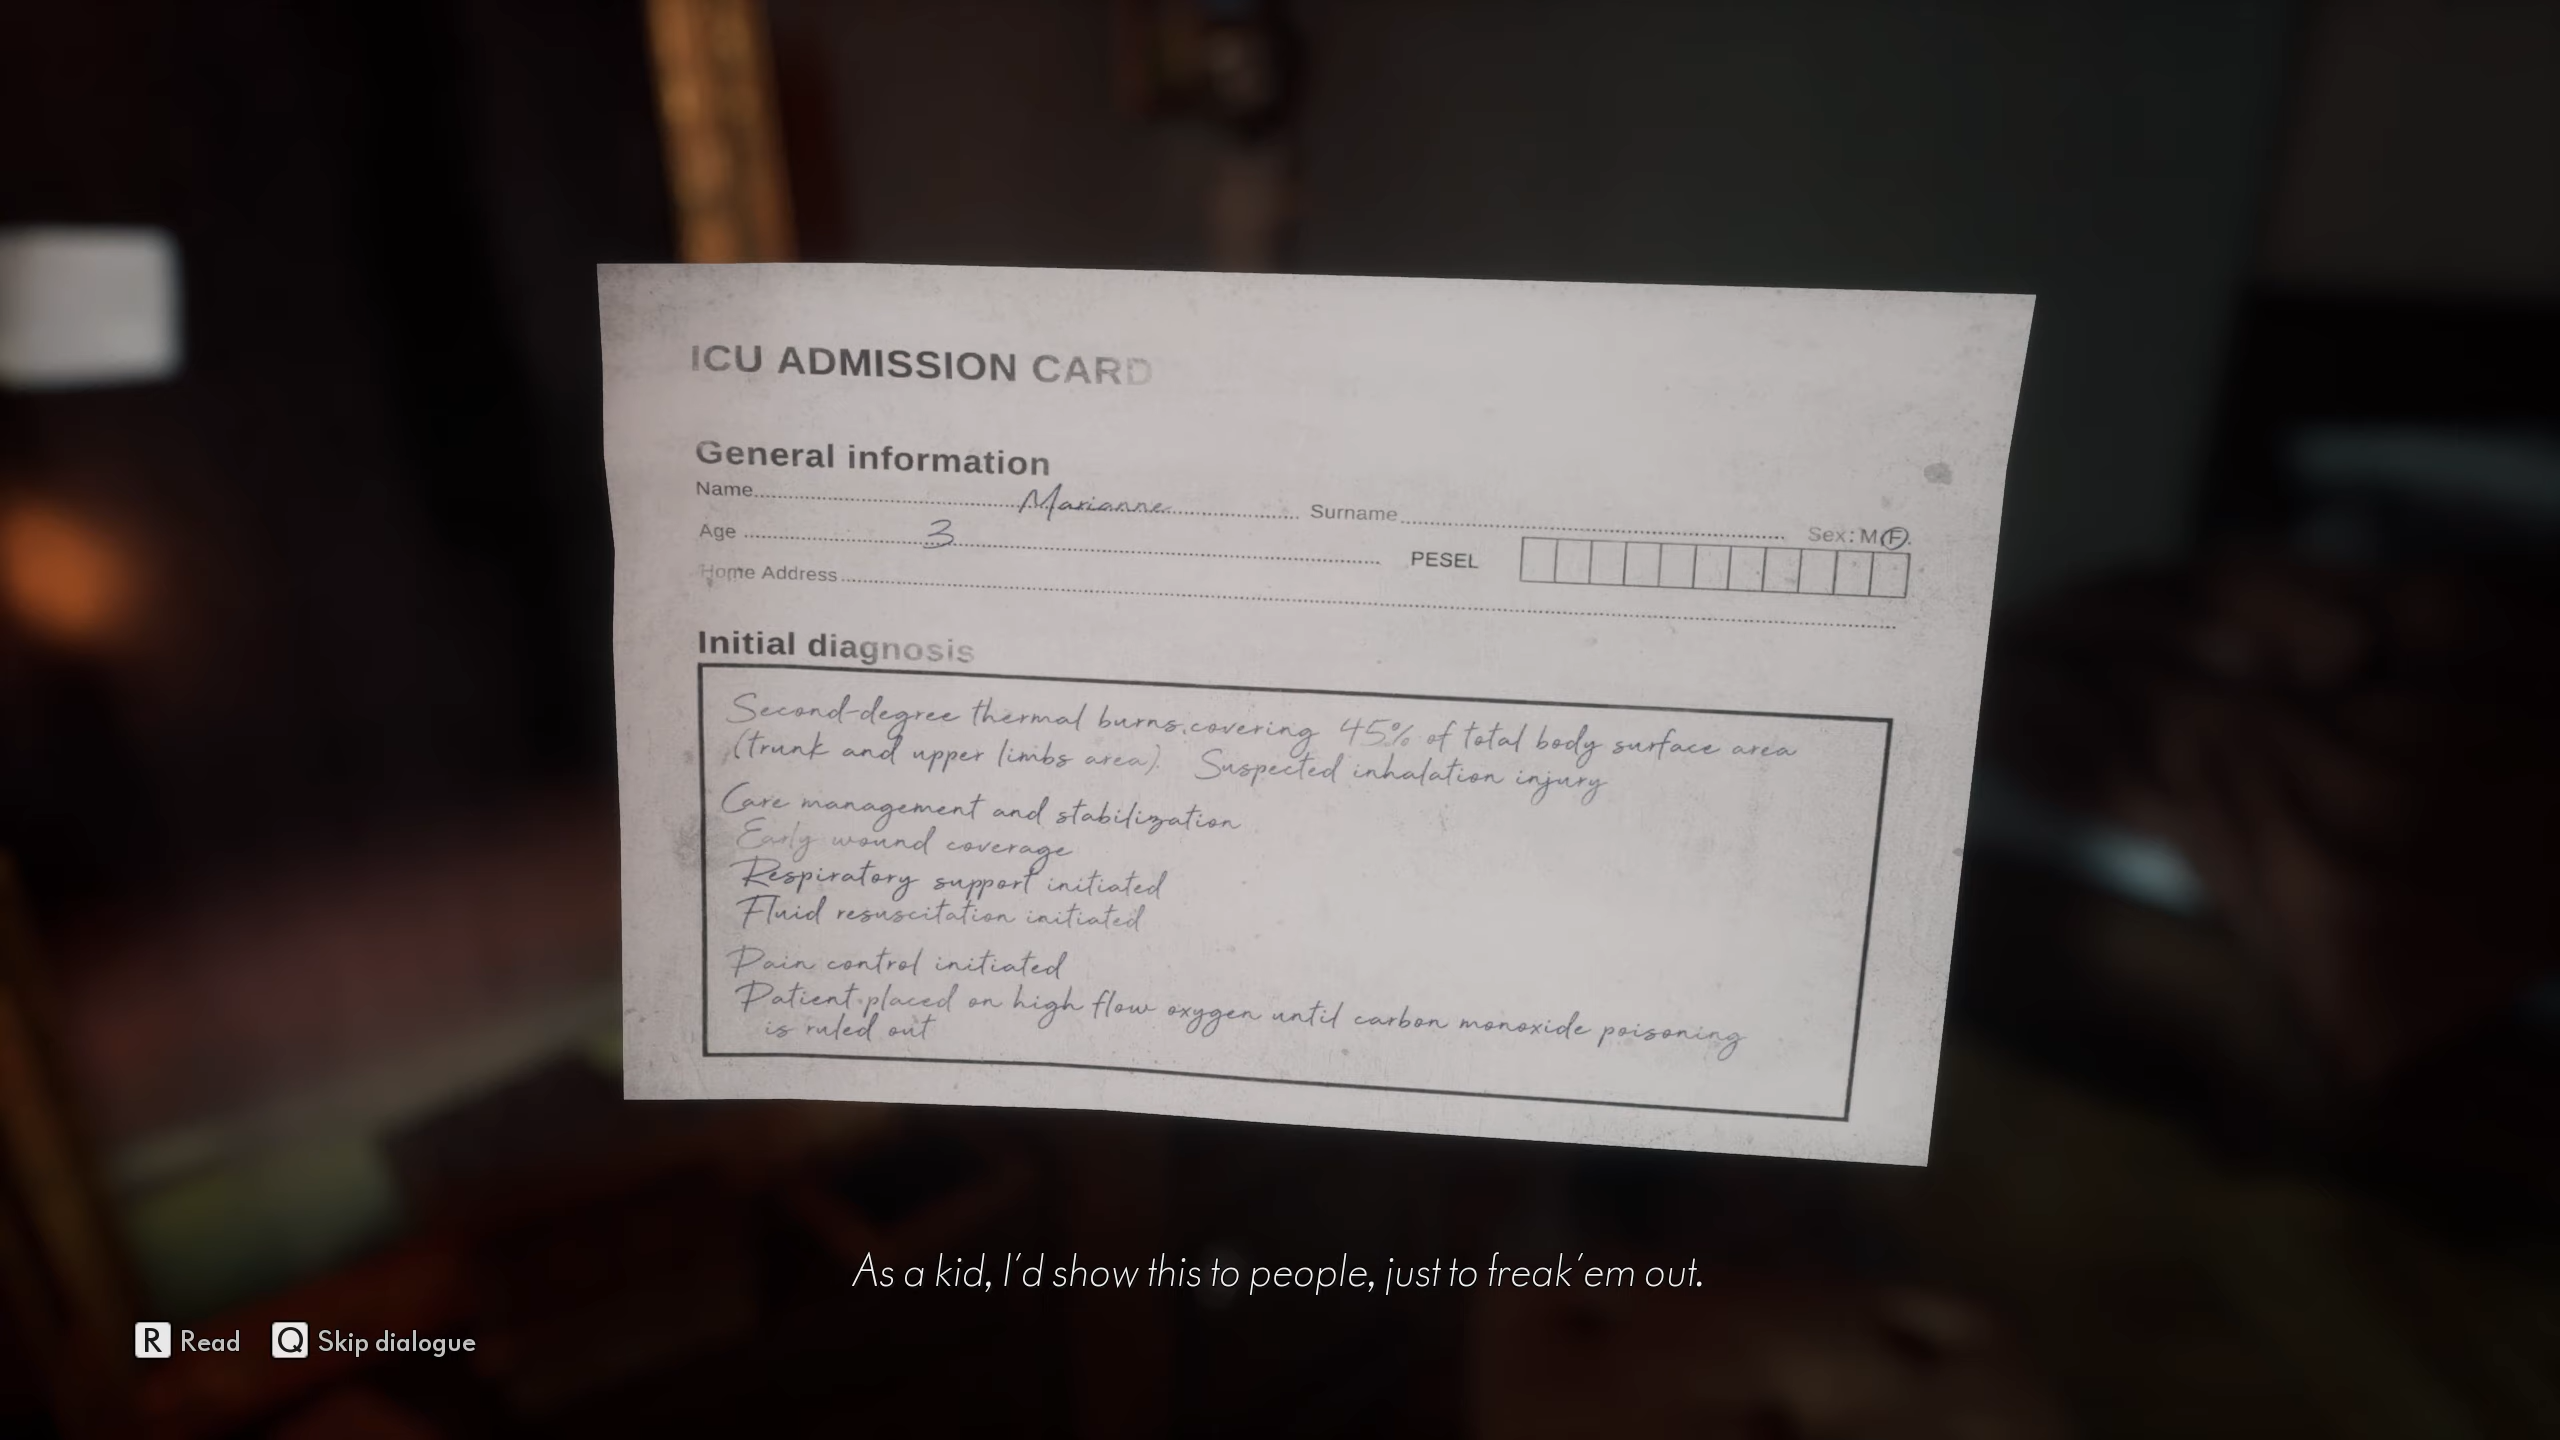 ICU ADMISSION CARD
General information
Name Marianne Surname Sex: M F.
Age 3 PESEL
Home Address
Initial diagnosis
Second-degree thermal burns covering 45% of total body surface area
(trunk and upper limbs area). Suspected inhalation injury
Care management and stabilization
Early wound coverage
Respiratory support initiated
Fluid resuscitation initiated
Pain control initiated
Patient placed on high flow oxygen until carbon monoxide poisoning
is ruled out
As a kid, I'd show this to people, just to freak 'em out.
R Read Q Skip dialogue